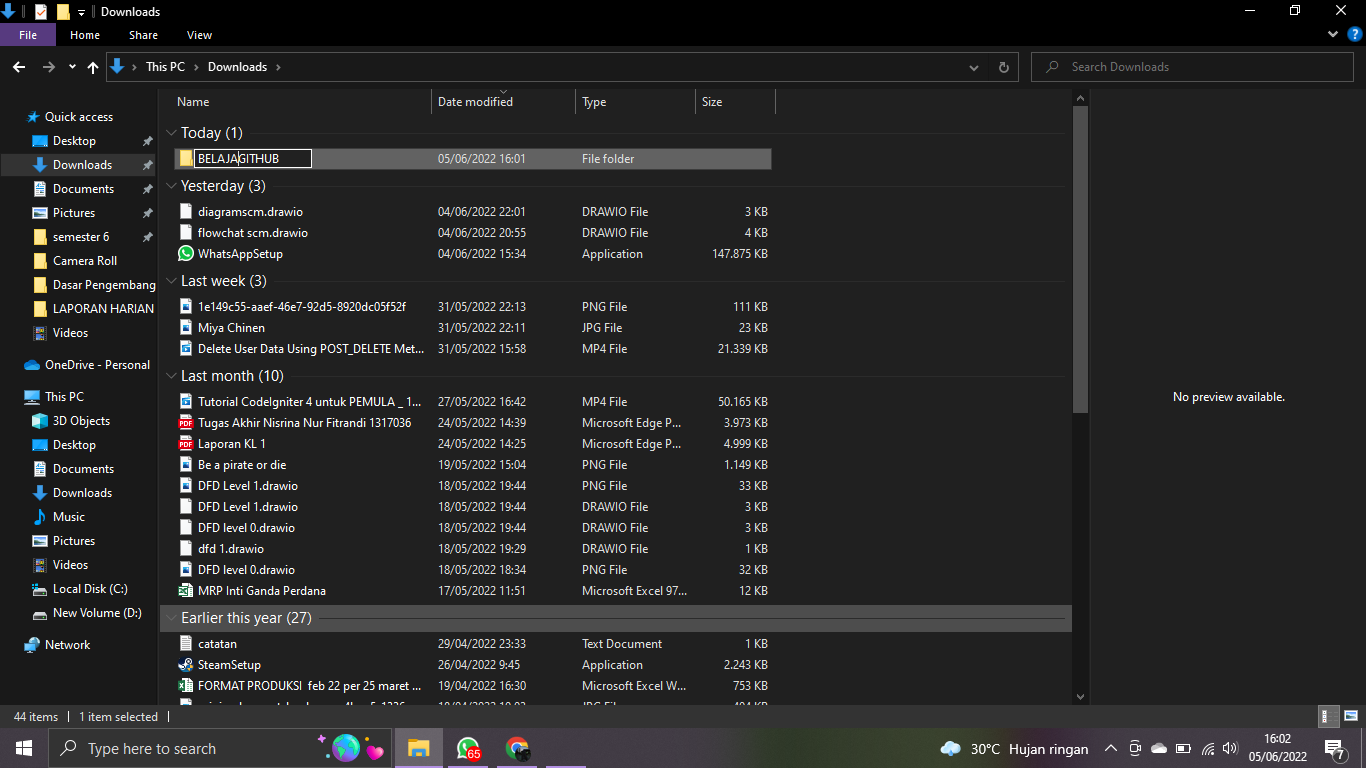 Downloads
File Home Share View
This PC Downloads Search Downloads
Name Date modified Type Size
Quick access
Desktop
Downloads
Documents
Pictures
semester 6
Camera Roll
Dasar Pengembang
LAPORAN HARIAN
Videos
OneDrive - Personal
This PC
3D Objects
Desktop
Documents
Downloads
Music
Pictures
Videos
Local Disk (C:)
New Volume (D:)
Network
Today (1)
BELAJAGITHUB 05/06/2022 16:01 File folder
Yesterday (3)
diagramscm.drawio 04/06/2022 22:01 DRAWIO File 3 KB
flowchat scm.drawio 04/06/2022 20:55 DRAWIO File 4 KB
WhatsAppSetup 04/06/2022 15:34 Application 147.875 KB
Last week (3)
1e149c55-aaef-46e7-92d5-8920dc05f52f 31/05/2022 22:13 PNG File 111 KB
Miya Chinen 31/05/2022 22:11 JPG File 23 KB
Delete User Data Using POST_DELETE Met... 31/05/2022 15:58 MP4 File 21.339 KB
Last month (10)
Tutorial CodeIgniter 4 untuk PEMULA _ 1... 27/05/2022 16:42 MP4 File 50.165 KB
Tugas Akhir Nisrina Nur Fitrandi 1317036 24/05/2022 14:39 Microsoft Edge P... 3.973 KB
Laporan KL 1 24/05/2022 14:25 Microsoft Edge P... 4.999 KB
Be a pirate or die 19/05/2022 15:04 PNG File 1.149 KB
DFD Level 1.drawio 18/05/2022 19:44 PNG File 33 KB
DFD Level 1.drawio 18/05/2022 19:44 DRAWIO File 3 KB
DFD level 0.drawio 18/05/2022 19:44 DRAWIO File 3 KB
dfd 1.drawio 18/05/2022 19:29 DRAWIO File 1 KB
DFD level 0.drawio 18/05/2022 18:34 PNG File 32 KB
MRP Inti Ganda Perdana 17/05/2022 11:51 Microsoft Excel 97... 12 KB
Earlier this year (27)
catatan 29/04/2022 23:33 Text Document 1 KB
SteamSetup 26/04/2022 9:45 Application 2.243 KB
FORMAT PRODUKSI feb 22 per 25 maret ... 19/04/2022 16:30 Microsoft Excel W... 753 KB
No preview available.
44 items 1 item selected
Type here to search 65 30°C Hujan ringan 16:02
05/06/2022 7